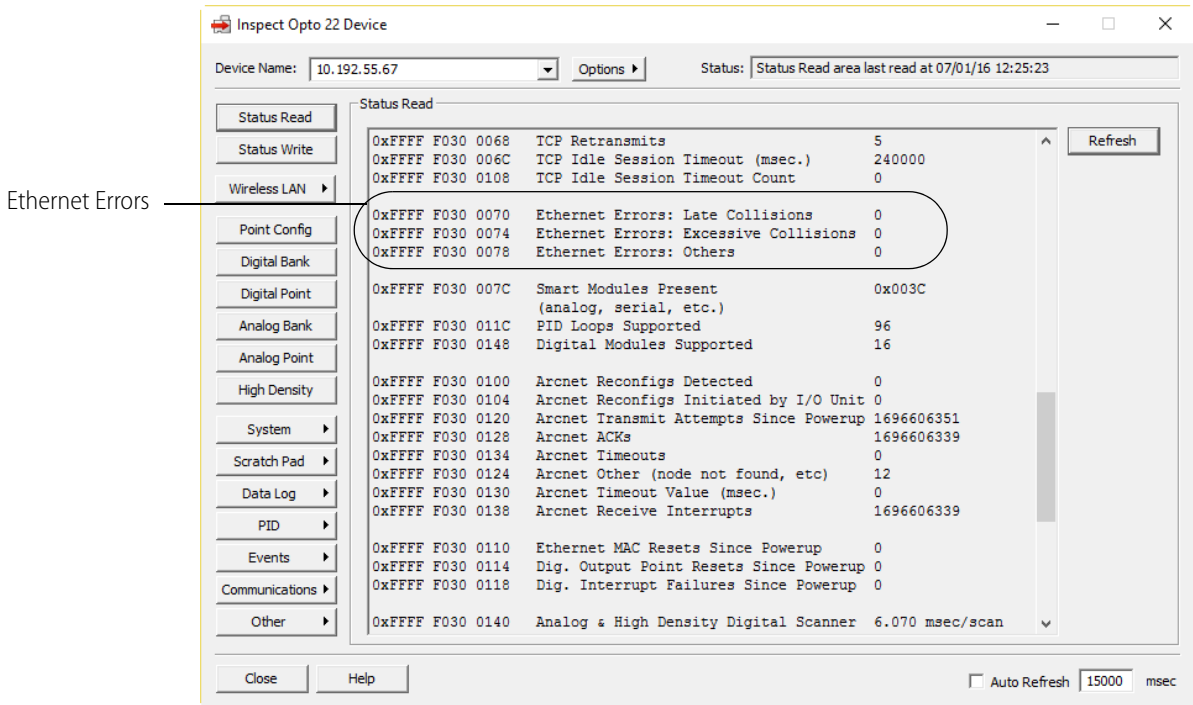 Inspect Opto 22 Device
Device Name: 10.192.55.67 Options Status: Status Read area last read at 07/01/16 12:25:23
Status Read
Status Write
Wireless LAN
Point Config
Digital Bank
Digital Point
Analog Bank
Analog Point
High Density
System
Scratch Pad
Data Log
PID
Events
Communications
Other
Ethernet Errors
Status Read
0xFFFF F030 0068 TCP Retransmits 5
0xFFFF F030 006C TCP Idle Session Timeout (msec.) 240000
0xFFFF F030 0108 TCP Idle Session Timeout Count 0
0xFFFF F030 0070 Ethernet Errors: Late Collisions 0
0xFFFF F030 0074 Ethernet Errors: Excessive Collisions 0
0xFFFF F030 0078 Ethernet Errors: Others 0
0xFFFF F030 007C Smart Modules Present 0x003C
(analog, serial, etc.)
0xFFFF F030 011C PID Loops Supported 96
0xFFFF F030 0148 Digital Modules Supported 16
0xFFFF F030 0100 Arcnet Reconfigs Detected 0
0xFFFF F030 0104 Arcnet Reconfigs Initiated by I/O Unit 0
0xFFFF F030 0120 Arcnet Transmit Attempts Since Powerup 1696606351
0xFFFF F030 0128 Arcnet ACKs 1696606339
0xFFFF F030 0134 Arcnet Timeouts 0
0xFFFF F030 0124 Arcnet Other (node not found, etc) 12
0xFFFF F030 0130 Arcnet Timeout Value (msec.) 0
0xFFFF F030 0138 Arcnet Receive Interrupts 1696606339
0xFFFF F030 0110 Ethernet MAC Resets Since Powerup 0
0xFFFF F030 0114 Dig. Output Point Resets Since Powerup 0
0xFFFF F030 0118 Dig. Interrupt Failures Since Powerup 0
0xFFFF F030 0140 Analog & High Density Digital Scanner 6.070 msec/scan
Refresh
Close Help Auto Refresh 15000 msec